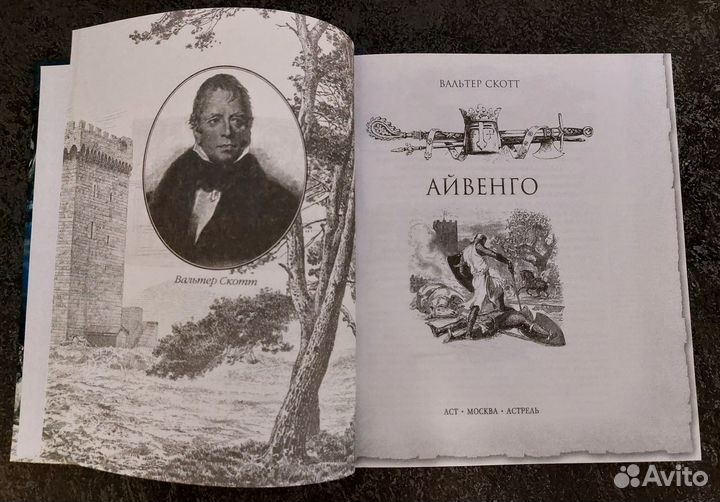 Вальтер Скотт
ВАЛЬТЕР СКОТТ
АЙВЕНГО
АСТ • МОСКВА • АСТРЕЛЬ
Avito